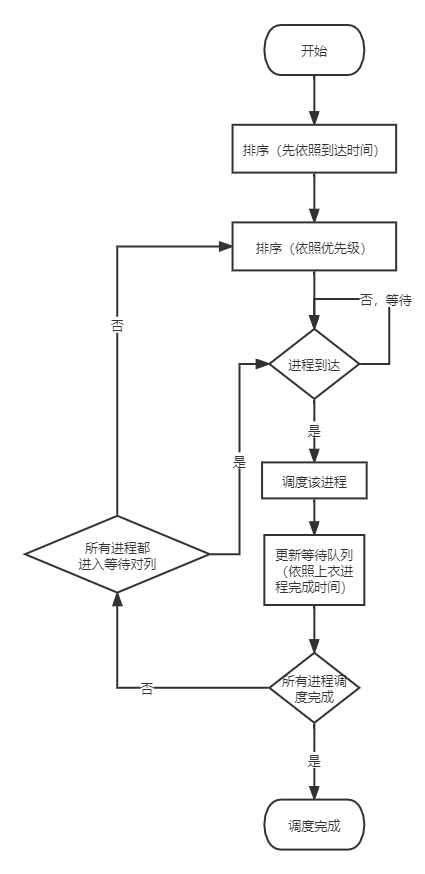 开始
排序（先依照到达时间）
排序（依照优先级）
否，等待
否
进程到达
是
是
调度该进程
所有进程都
进入等待对列
更新等待队列
（依照上衣进
程完成时间）
所有进程调
度完成
否
是
调度完成